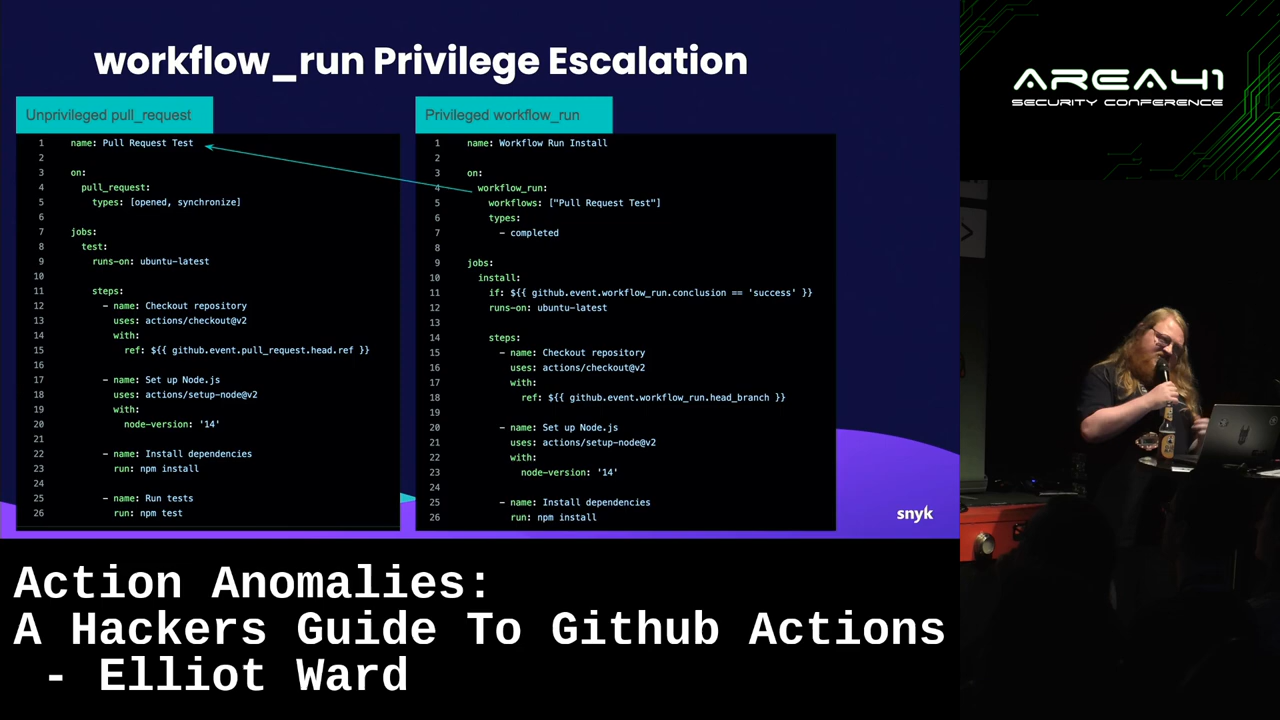 workflow_run Privilege Escalation
Unprivileged pull_request
1 name: Pull Request Test
2
3 on:
4 pull_request:
5 types: [opened, synchronize]
6
7 jobs:
8 test:
9 runs-on: ubuntu-latest
10
11 steps:
12 - name: Checkout repository
13 uses: actions/checkout@v2
14 with:
15 ref: ${{ github.event.pull_request.head.ref }}
16
17 - name: Set up Node.js
18 uses: actions/setup-node@v2
19 with:
20 node-version: '14'
21
22 - name: Install dependencies
23 run: npm install
24
25 - name: Run tests
26 run: npm test
Privileged workflow_run
1 name: Workflow Run Install
2
3 on:
4 workflow_run:
5 workflows: ["Pull Request Test"]
6 types:
7 - completed
8
9 jobs:
10 install:
11 if: ${{ github.event.workflow_run.conclusion == 'success' }}
12 runs-on: ubuntu-latest
13
14 steps:
15 - name: Checkout repository
16 uses: actions/checkout@v2
17 with:
18 ref: ${{ github.event.workflow_run.head_branch }}
19
20 - name: Set up Node.js
21 uses: actions/setup-node@v2
22 with:
23 node-version: '14'
24
25 - name: Install dependencies
26 run: npm install
snyk
AREA41
SECURITY CONFERENCE
Action Anomalies:
A Hackers Guide To Github Actions
- Elliot Ward